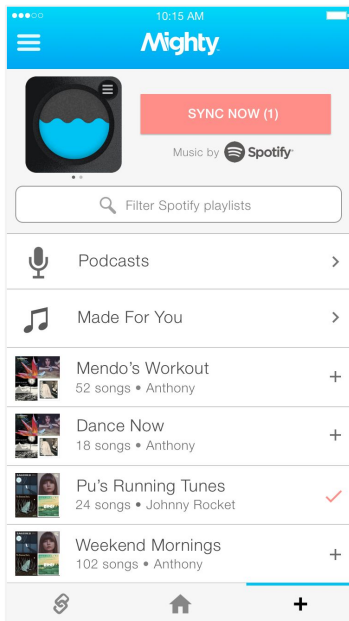 10:15 AM
Mighty
SYNC NOW (1)
Music by Spotify
Filter Spotify playlists
Podcasts
Made For You
Mendo's Workout
52 songs • Anthony
Dance Now
18 songs • Anthony
Pu's Running Tunes
24 songs • Johnny Rocket
Weekend Mornings
102 songs • Anthony